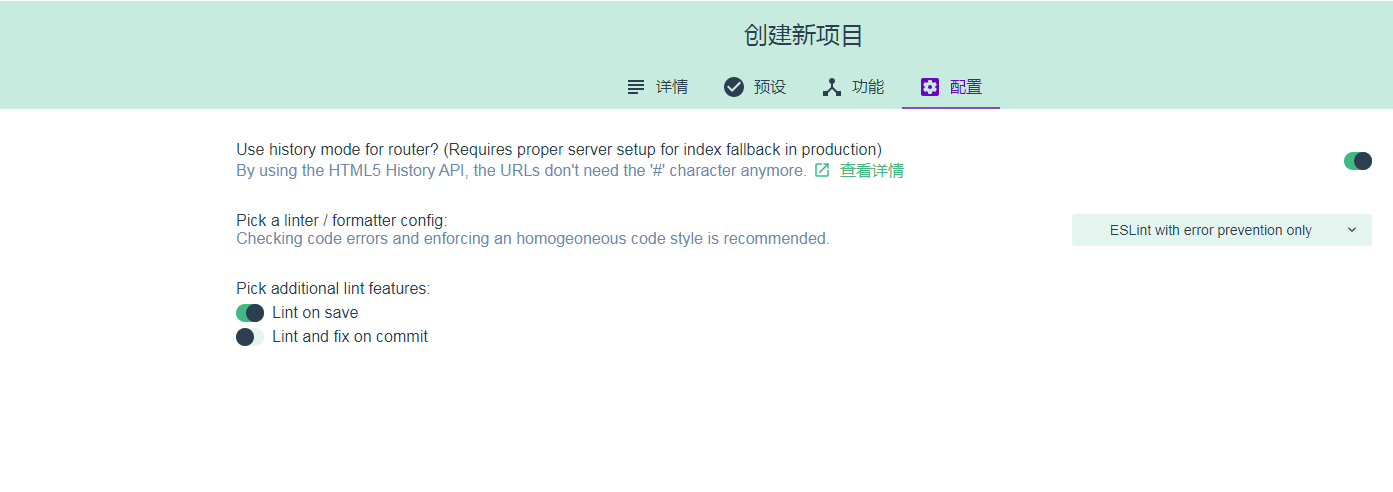 创建新项目
详情 预设 功能 配置
Use history mode for router? (Requires proper server setup for index fallback in production)
By using the HTML5 History API, the URLs don't need the '#' character anymore. 查看详情
Pick a linter / formatter config:
Checking code errors and enforcing an homogeoneous code style is recommended.
ESLint with error prevention only
Pick additional lint features:
Lint on save
Lint and fix on commit